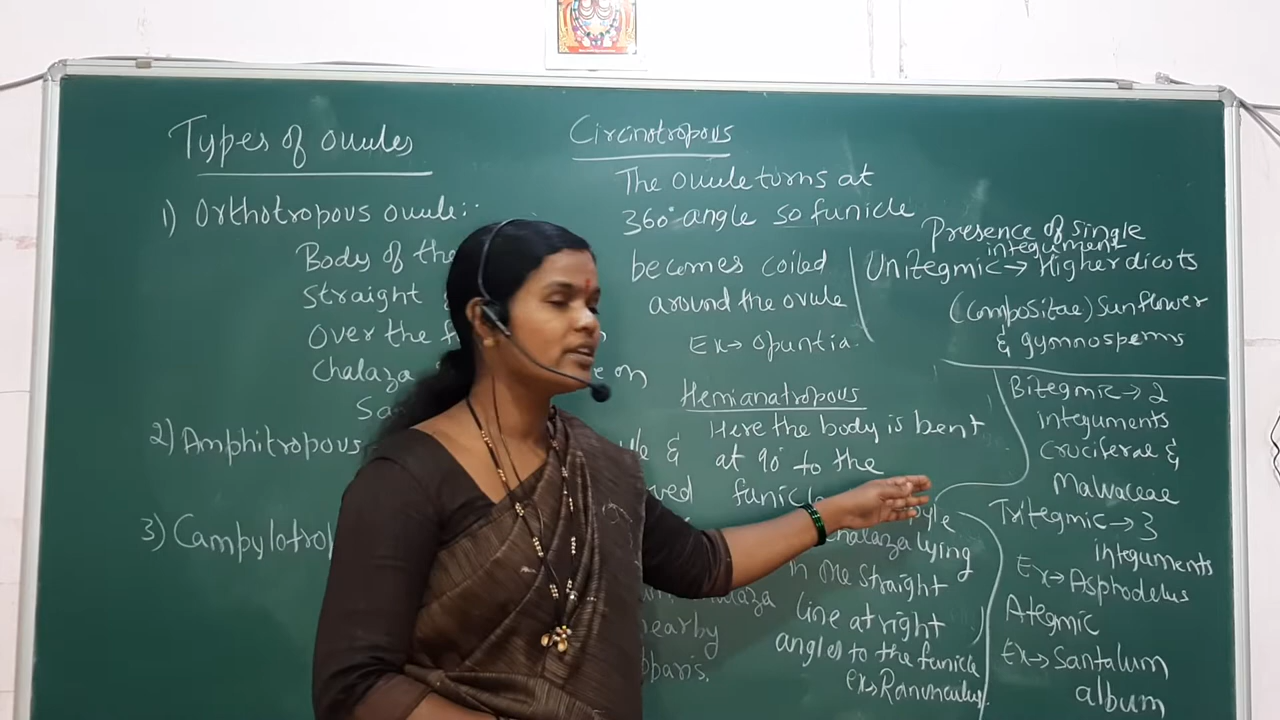 Types of ovules
1) Orthotropous ovule:-
Body of the
straight
over the
Chalaza on
2) Amphitropous
3)
Circinotropous
The ovule turns at
360° angle so funicle
becomes coiled
around the ovule
Ex→ Opuntia.
Hemianatropous
Here the body is bent
at 90° to the
funicle
chalaza lying
in one straight
line at right
angles to the funicle
ex→Ranunculus.
&
chalaza
nearby
Presence of single
integument
Unitegmic→ Higher dicots
(Compositae) Sunflower
& gymnosperms
Bitegmic→ 2
integuments
Cruciferae &
Malvaceae
Tritegmic→ 3
integuments
Ex→ Asphodelus
Ategmic
Ex→ Santalum
album